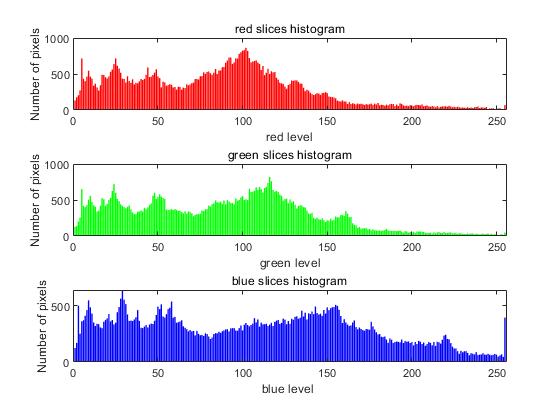 red slices histogram
1000
500
0
Number of pixels
0 50 100 150 200 250
red level
green slices histogram
1000
500
0
Number of pixels
0 50 100 150 200 250
green level
blue slices histogram
500
0
Number of pixels
0 50 100 150 200 250
blue level